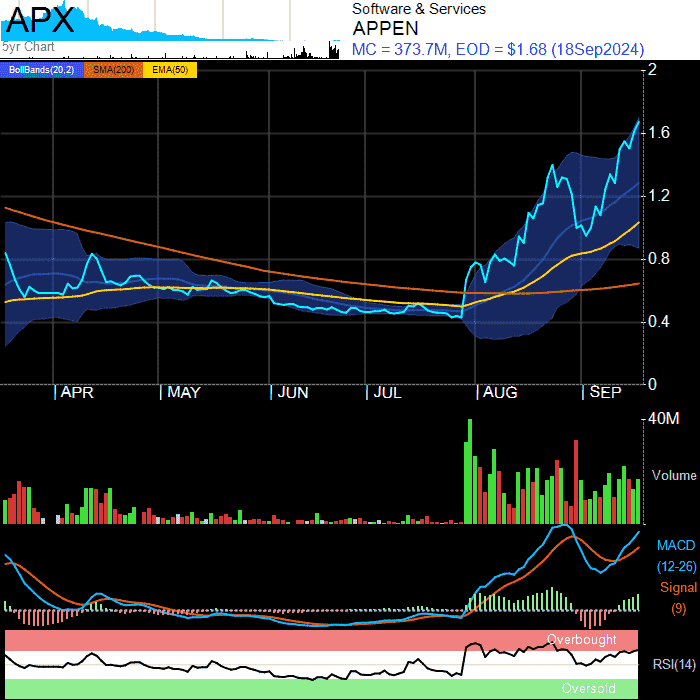 APX
5yr Chart
Software & Services
APPEN
MC = 373.7M, EOD = $1.68 (18Sep2024)
BollBands(20,2) SMA(200) EMA(50)
2
1.6
1.2
0.8
0.4
0
APR MAY JUN JUL AUG SEP
40M
Volume
MACD
(12-26)
Signal
(9)
Overbought
RSI(14)
Oversold